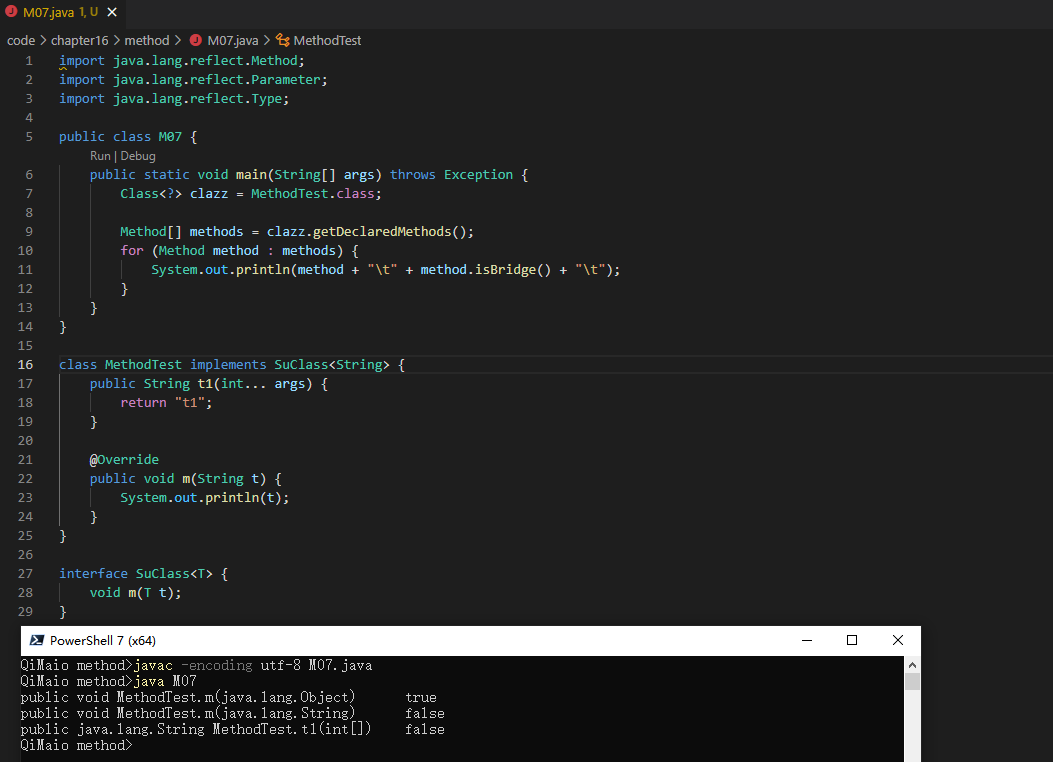 M07.java 1, U
code > chapter16 > method > M07.java > MethodTest
1 import java.lang.reflect.Method;
2 import java.lang.reflect.Parameter;
3 import java.lang.reflect.Type;
4
5 public class M07 {
Run | Debug
6 public static void main(String[] args) throws Exception {
7 Class<?> clazz = MethodTest.class;
8
9 Method[] methods = clazz.getDeclaredMethods();
10 for (Method method : methods) {
11 System.out.println(method + "\t" + method.isBridge() + "\t");
12 }
13 }
14 }
15
16 class MethodTest implements SuClass<String> {
17 public String t1(int... args) {
18 return "t1";
19 }
20
21 @Override
22 public void m(String t) {
23 System.out.println(t);
24 }
25 }
26
27 interface SuClass<T> {
28 void m(T t);
29 }
PowerShell 7 (x64)
QiMaio method>javac -encoding utf-8 M07.java
QiMaio method>java M07
public void MethodTest.m(java.lang.Object) true
public void MethodTest.m(java.lang.String) false
public java.lang.String MethodTest.t1(int[]) false
QiMaio method>